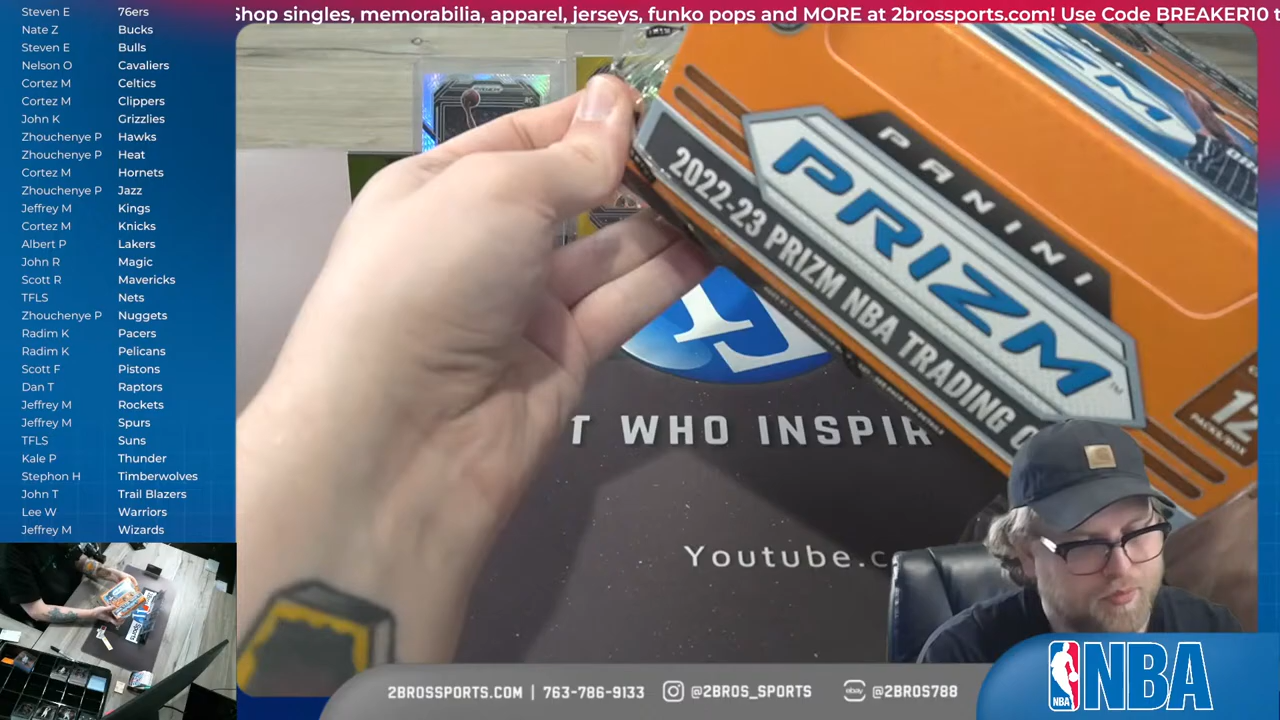 Shop singles, memorabilia, apparel, jerseys, funko pops and MORE at 2brossports.com! Use Code BREAKER10
Steven E 76ers
Nate Z Bucks
Steven E Bulls
Nelson O Cavaliers
Cortez M Celtics
Cortez M Clippers
John K Grizzlies
Zhouchenye P Hawks
Zhouchenye P Heat
Cortez M Hornets
Zhouchenye P Jazz
Jeffrey M Kings
Cortez M Knicks
Albert P Lakers
John R Magic
Scott R Mavericks
TFLS Nets
Zhouchenye P Nuggets
Radim K Pacers
Radim K Pelicans
Scott F Pistons
Dan T Raptors
Jeffrey M Rockets
Jeffrey M Spurs
TFLS Suns
Kale P Thunder
Stephon H Timberwolves
John T Trail Blazers
Lee W Warriors
Jeffrey M Wizards
PANINI
PRIZM
2022-23 PRIZM NBA TRADING
12
PACKS/BOX
T WHO INSPIR
Youtube.c
2BROSSPORTS.COM | 763-786-9133 @2BROS_SPORTS @2BROS788
NBA NBA